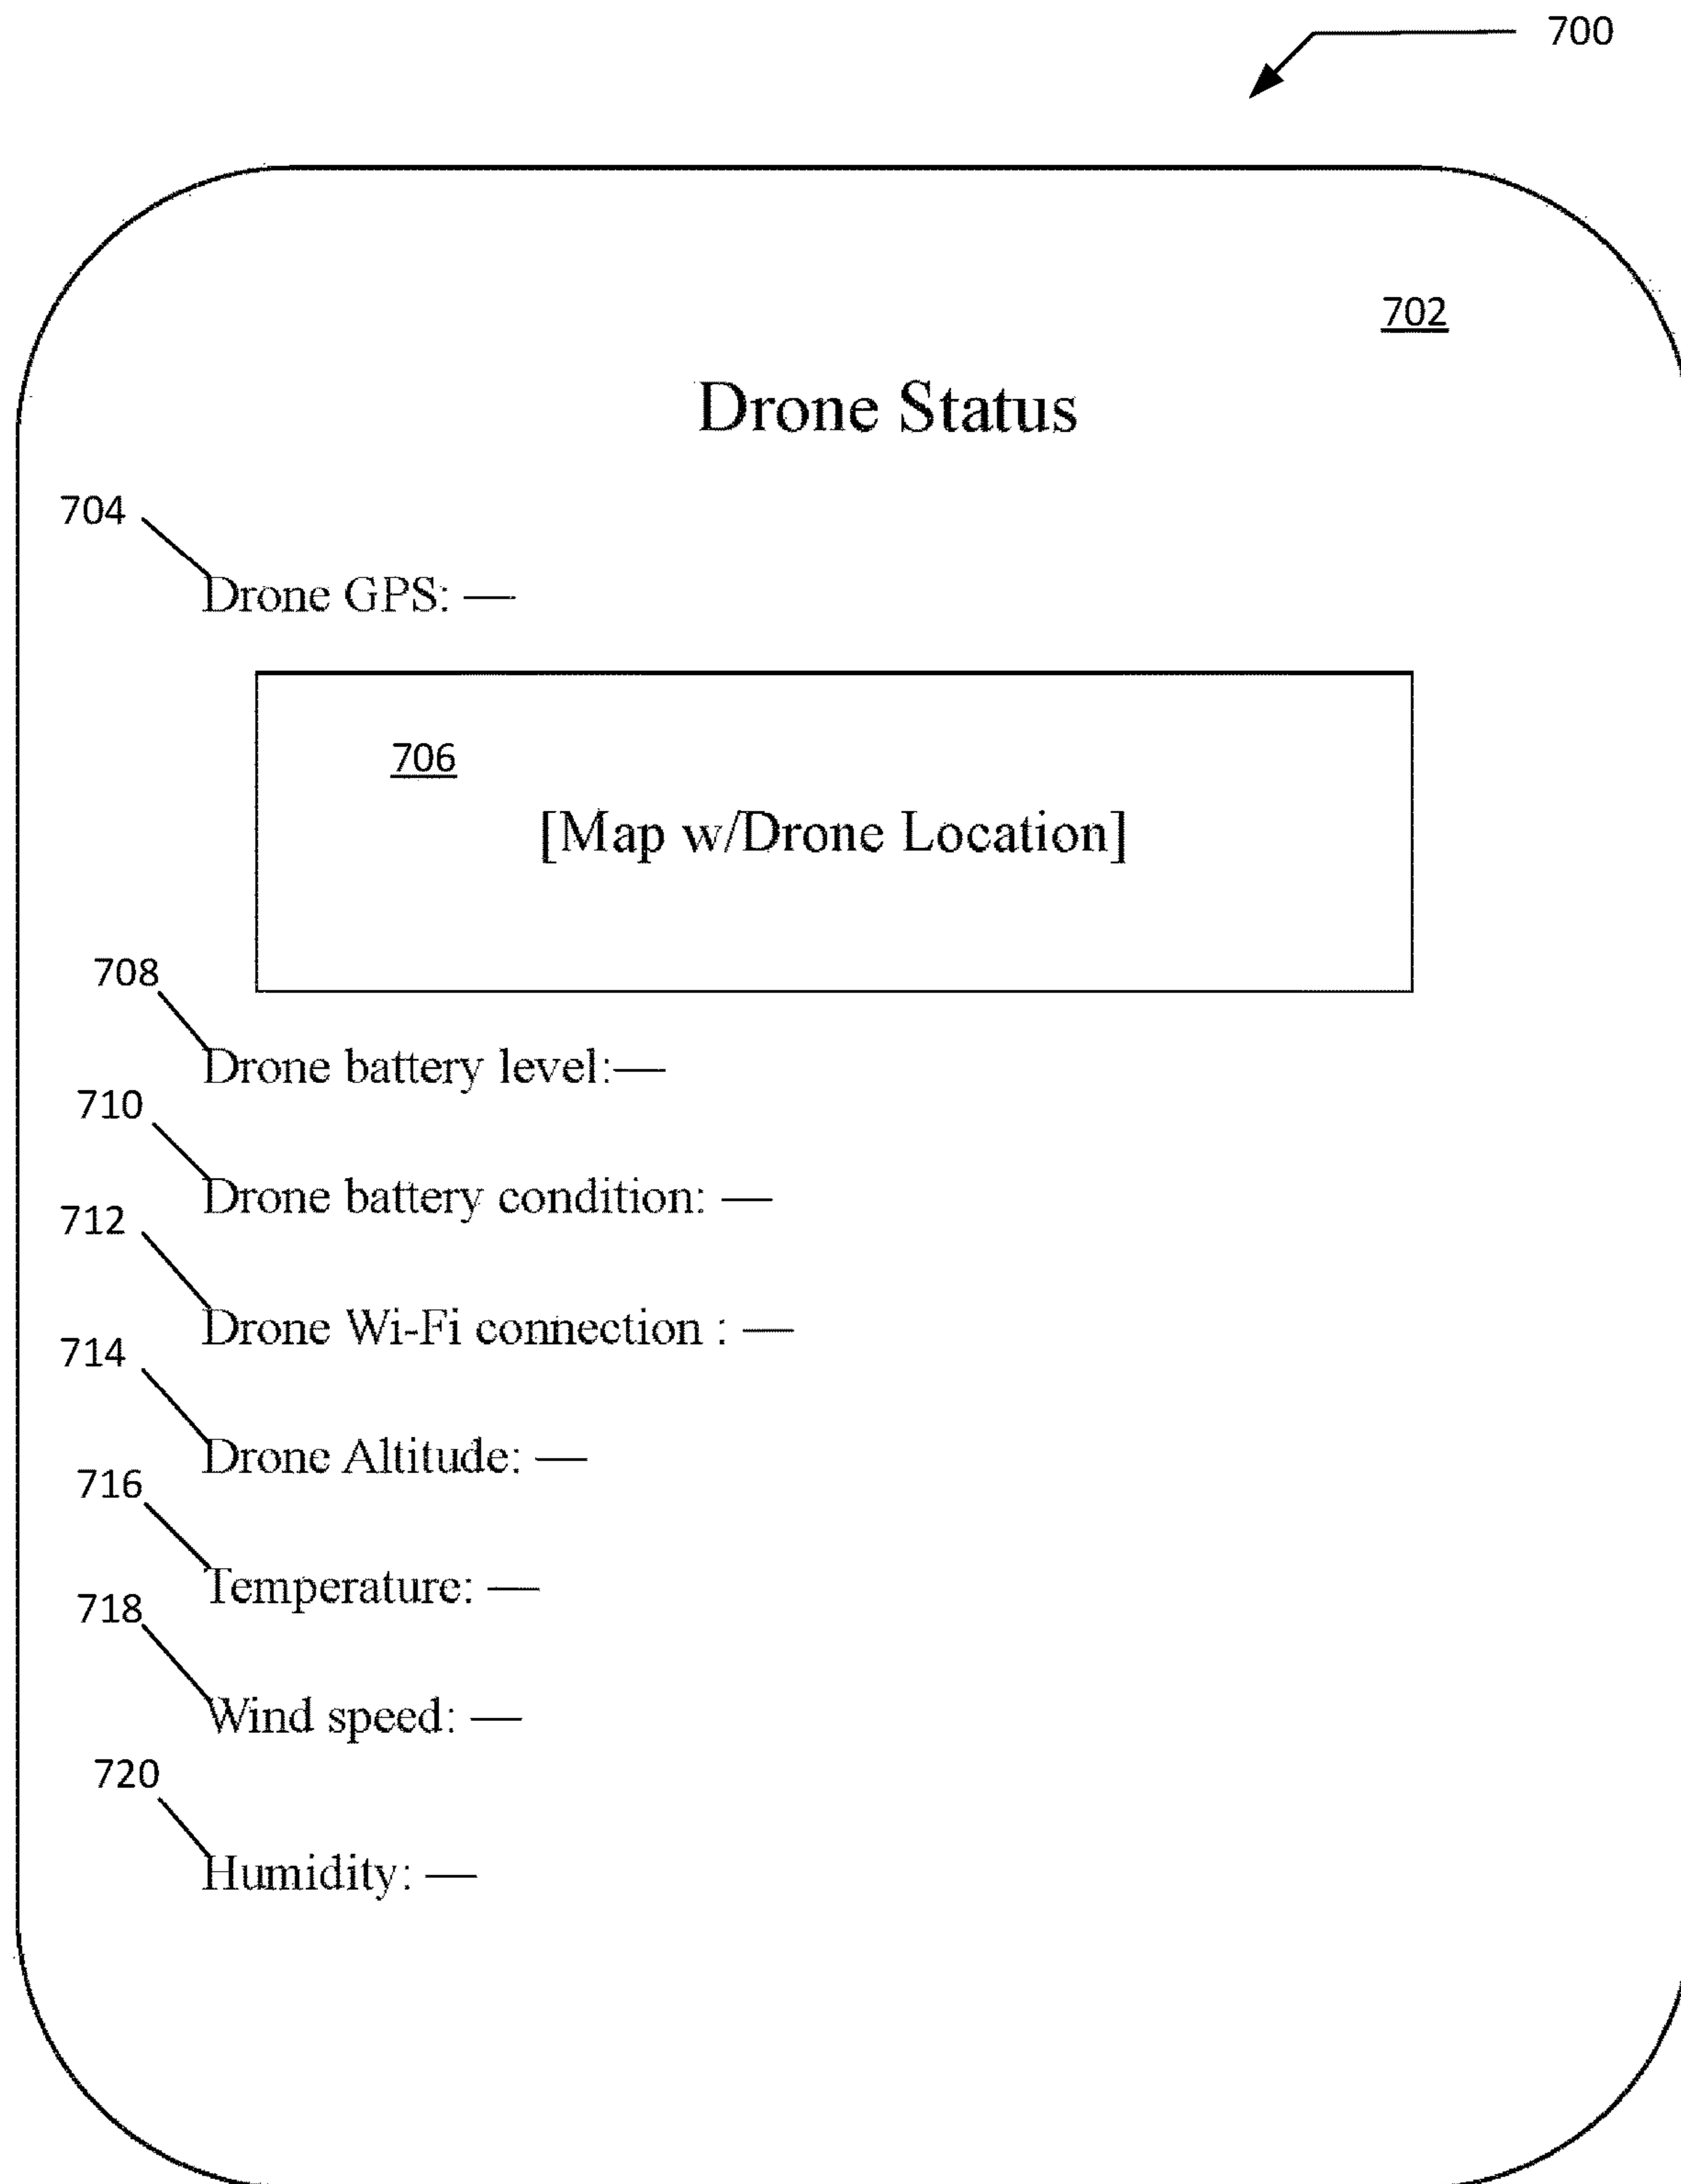 700
702
Drone Status
704
Drone GPS: —
706
[Map w/Drone Location]
708
Drone battery level:—
710
Drone battery condition: —
712
Drone Wi-Fi connection : —
714
Drone Altitude: —
716
Temperature: —
718
Wind speed: —
720
Humidity: —